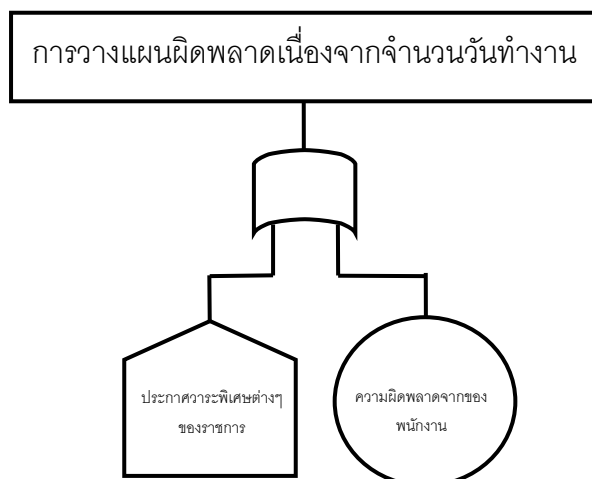 การวางแผนผิดพลาดเนื่องจากจำนวนวันทำงาน
ประกาศวาระพิเศษต่างๆ
ของราชการ
ความผิดพลาดจากของ
พนักงาน